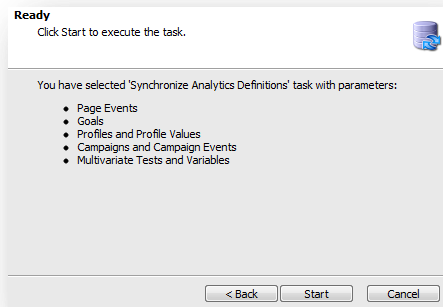 Ready
Click Start to execute the task.
You have selected 'Synchronize Analytics Definitions' task with parameters:
• Page Events
• Goals
• Profiles and Profile Values
• Campaigns and Campaign Events
• Multivariate Tests and Variables
< Back Start Cancel